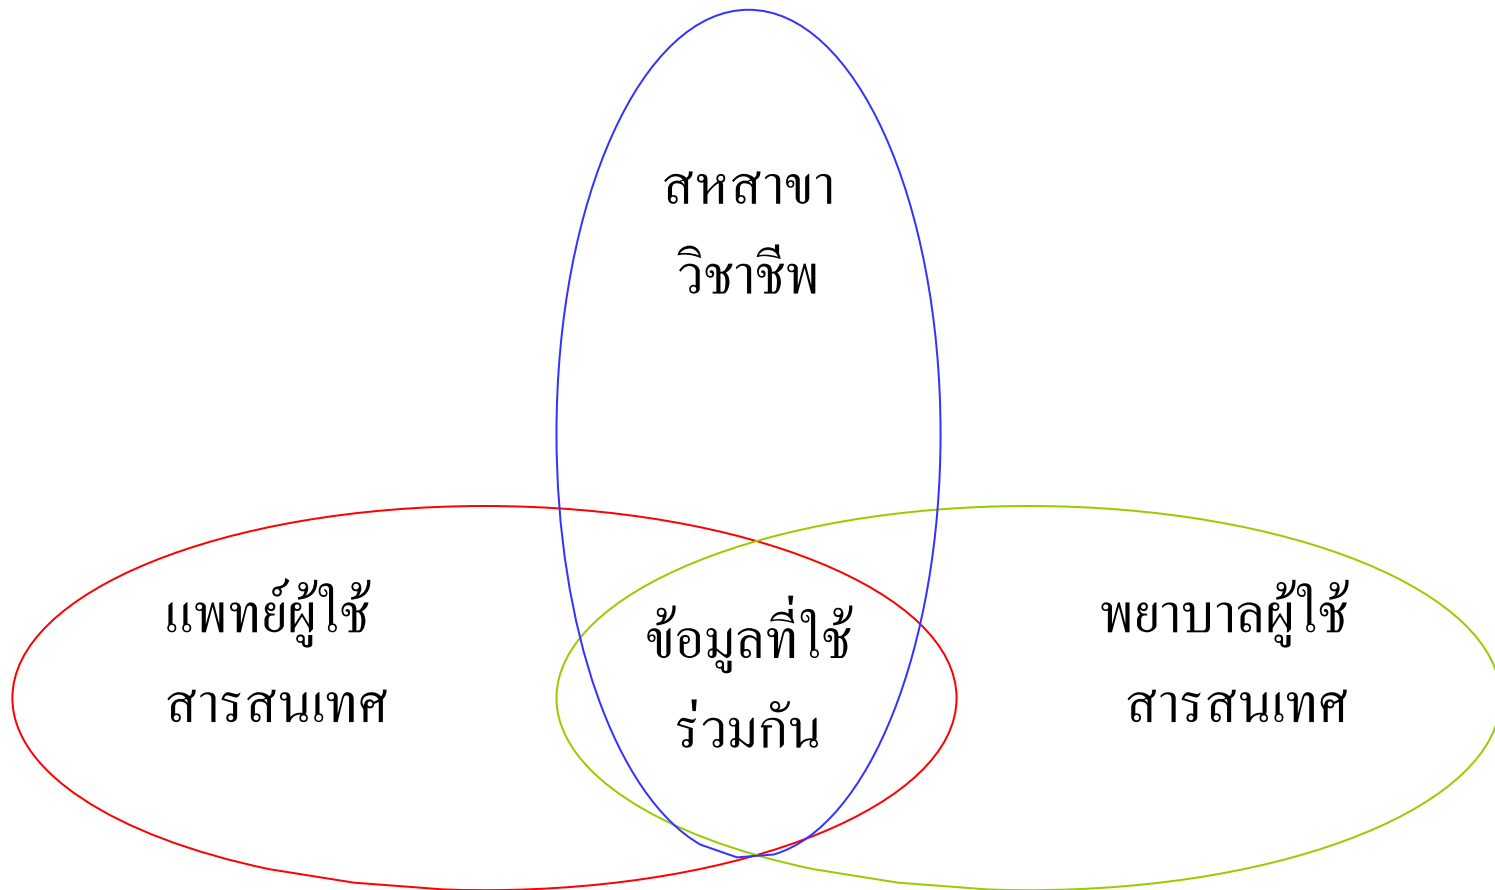 สหสาขา
วิชาชีพ
แพทย์ผู้ใช้
สารสนเทศ
ข้อมูลที่ใช้
ร่วมกัน
พยาบาลผู้ใช้
สารสนเทศ